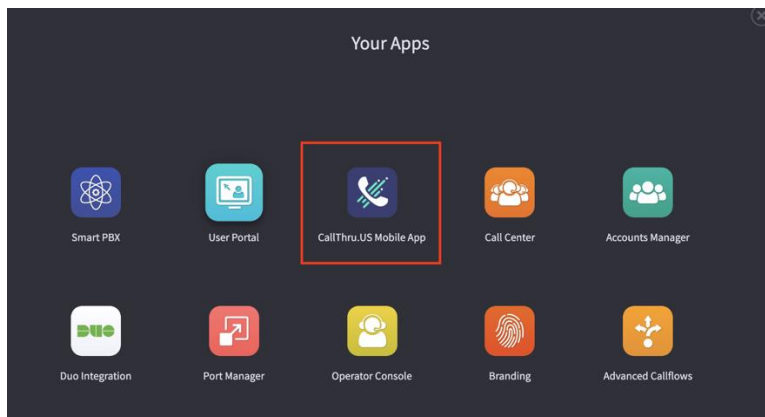 Your Apps
Smart PBX
User Portal
CallThru.US Mobile App
Call Center
Accounts Manager
DUO
Duo Integration
Port Manager
Operator Console
Branding
Advanced Callflows